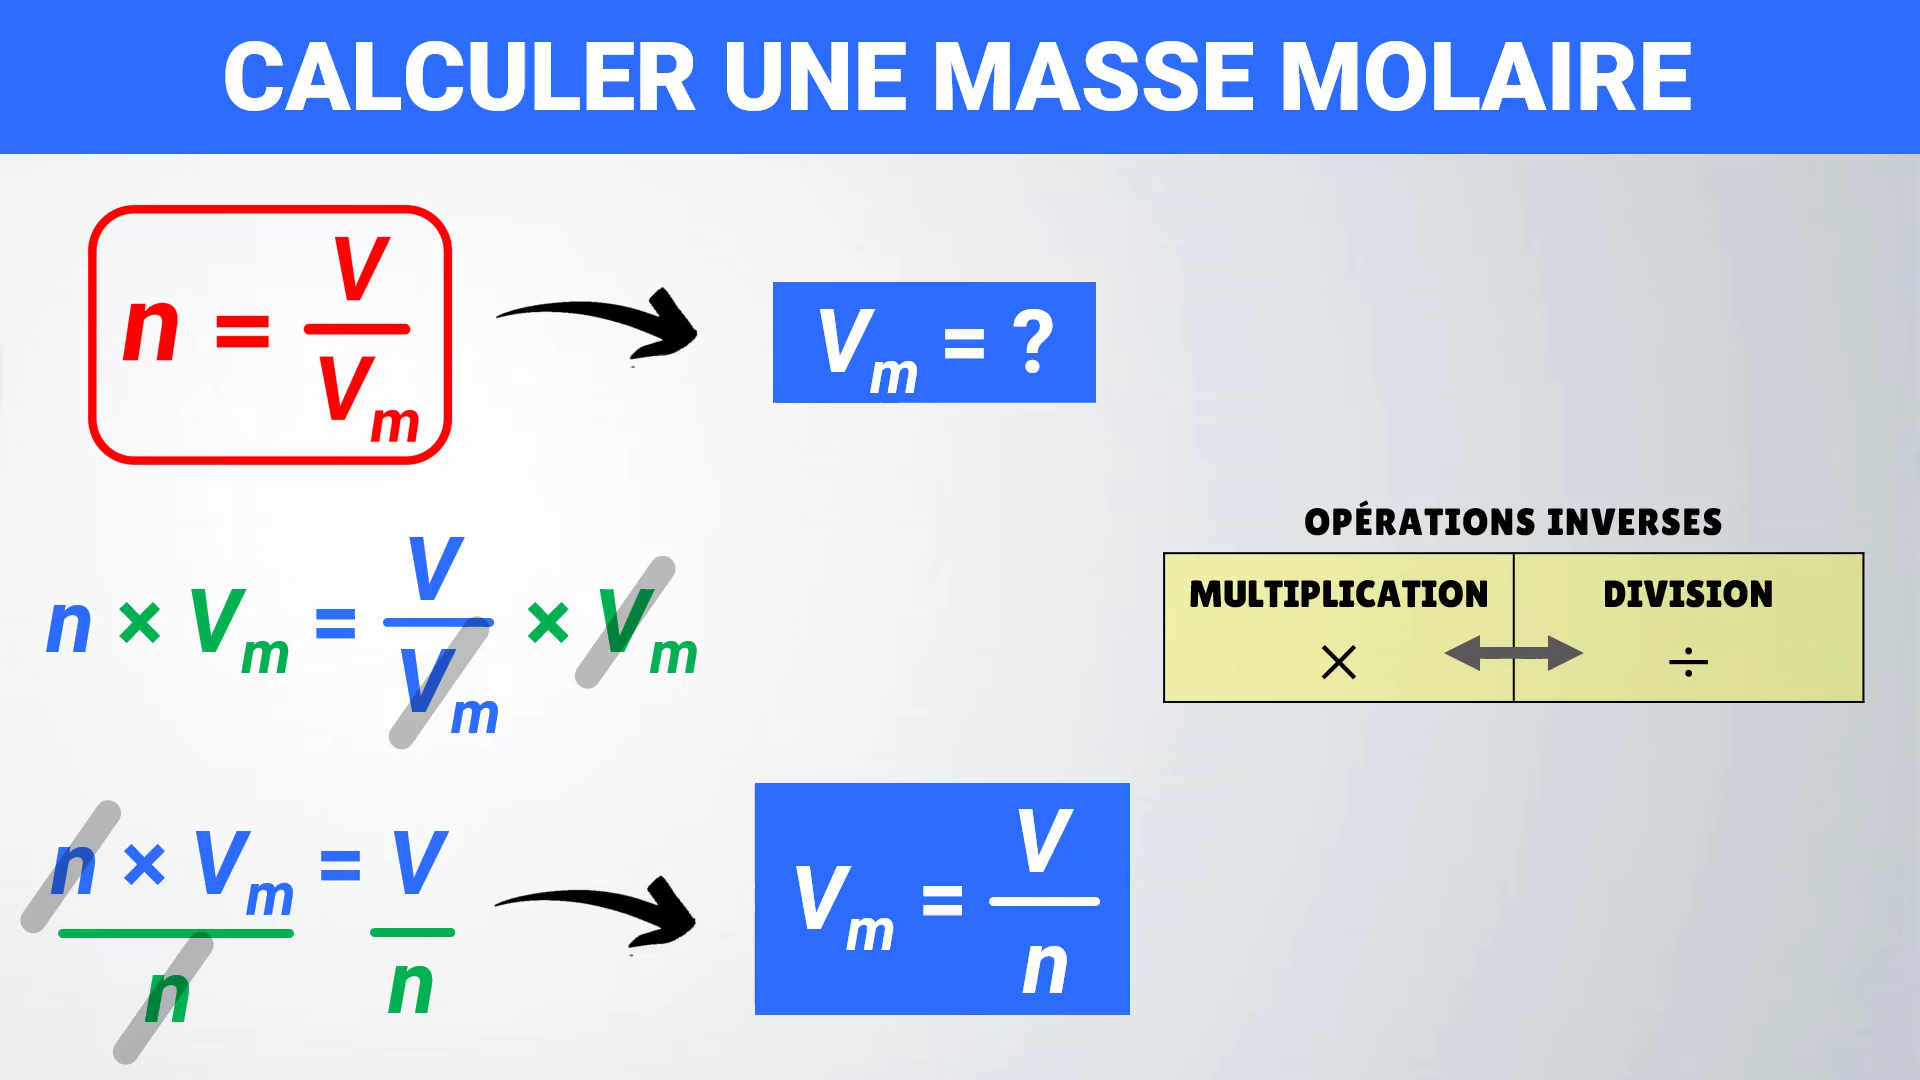 CALCULER UNE MASSE MOLAIRE
n = V / Vm
Vm = ?
n × Vm = V / Vm × Vm
OPÉRATIONS INVERSES
MULTIPLICATION DIVISION
× ÷
n × Vm / n = V / n
Vm = V / n